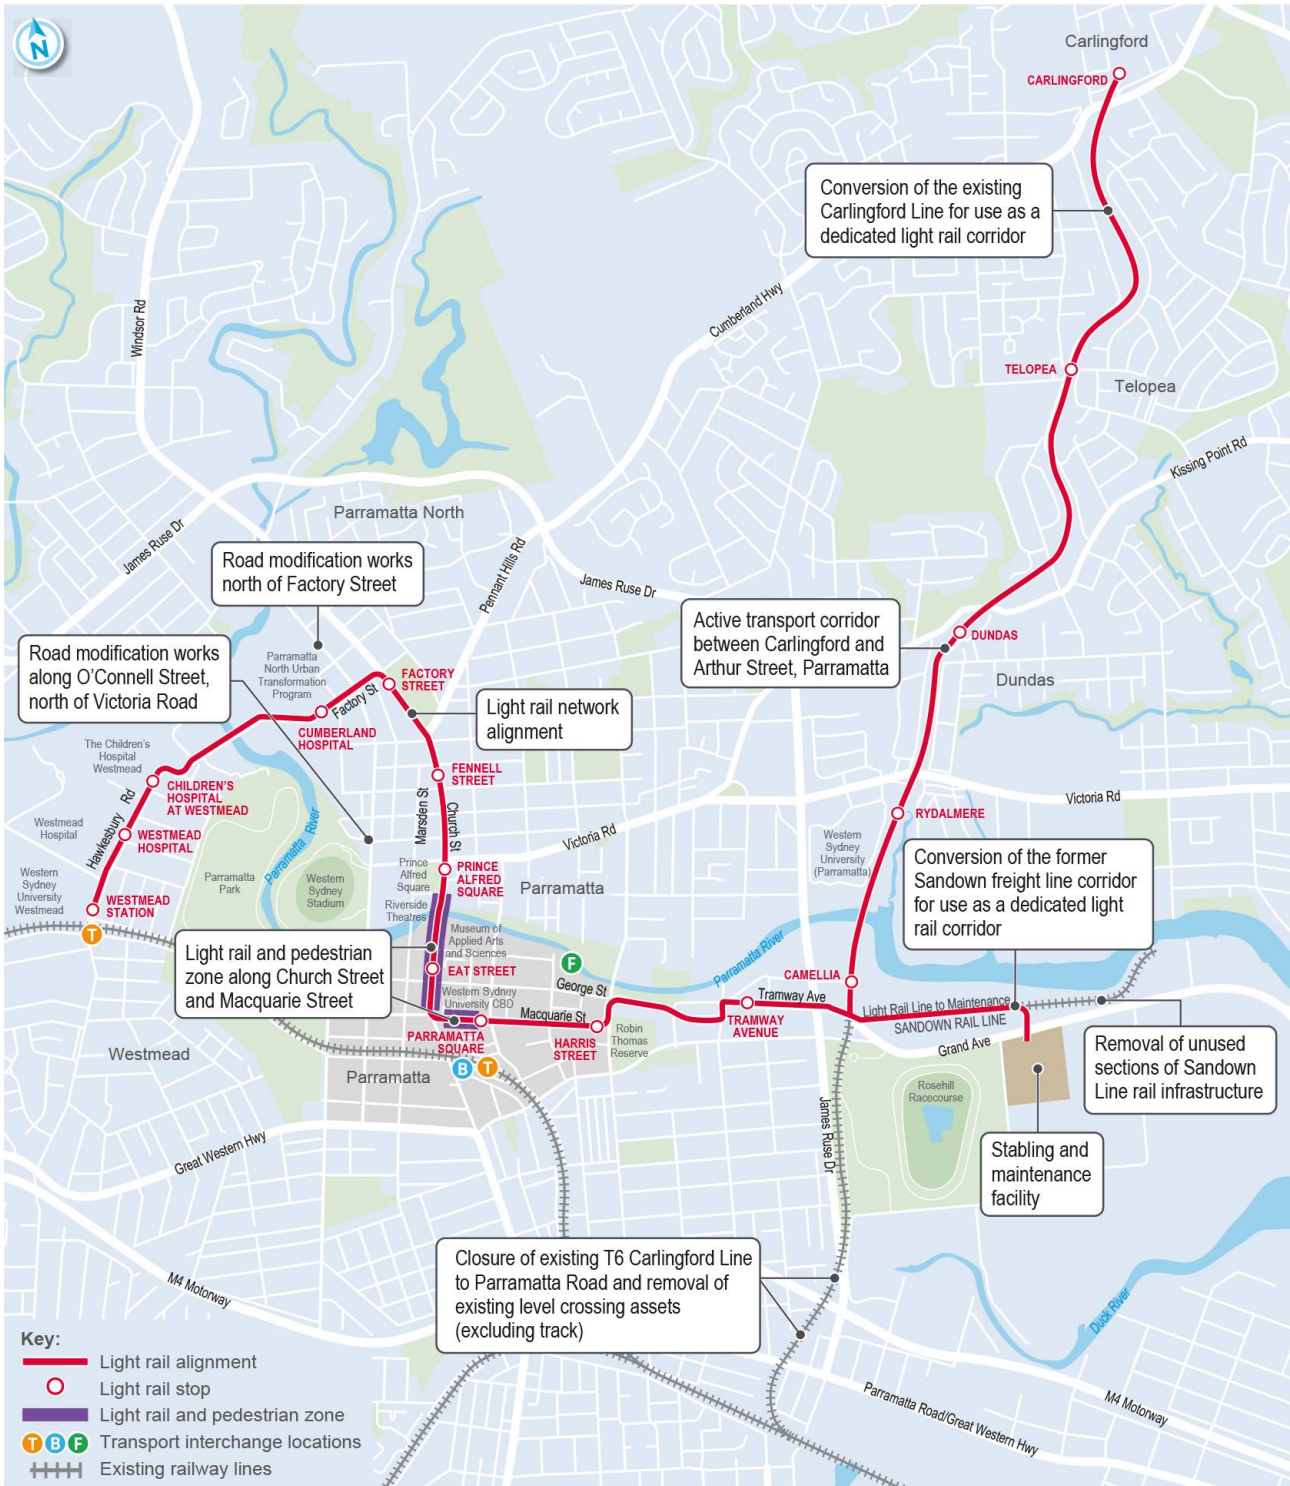 N
Carlingford
CARLINGFORD
Conversion of the existing
Carlingford Line for use as a
dedicated light rail corridor
Windsor Rd
Cumberland Hwy
TELOPEA
Telopea
Kissing Point Rd
Parramatta North
James Ruse Dr
Road modification works
north of Factory Street
Pennant Hills Rd
James Ruse Dr
Active transport corridor
between Carlingford and
Arthur Street, Parramatta
DUNDAS
Dundas
Road modification works
along O'Connell Street,
north of Victoria Road
Parramatta
North Urban
Transformation
Program
FACTORY
STREET
Factory St
Light rail network
alignment
CUMBERLAND
HOSPITAL
The Children's
Hospital
Westmead
FENNELL
STREET
CHILDREN'S
HOSPITAL
AT WESTMEAD
Hawkesbury Rd
Marsden St
Church St
Victoria Rd
Victoria Rd
RYDALMERE
Westmead
Hospital
WESTMEAD
HOSPITAL
Parramatta River
Western
Sydney
University
(Parramatta)
Conversion of the former
Sandown freight line corridor
for use as a dedicated light
rail corridor
Western
Sydney
University
Westmead
Parramatta
Park
Western
Sydney
Stadium
Prince
Alfred
Square
PRINCE
ALFRED
SQUARE
Parramatta
WESTMEAD
STATION
T
Riverside
Theatres
Museum of
Applied Arts
and Sciences
Light rail and pedestrian
zone along Church Street
and Macquarie Street
EAT STREET
F
George St
Parramatta River
CAMELLIA
Western Sydney
University CBD
Tramway Ave
Light Rail Line to Maintenance
SANDOWN RAIL LINE
Macquarie St
PARRAMATTA
SQUARE
HARRIS
STREET
Robin
Thomas
Reserve
TRAMWAY
AVENUE
Grand Ave
Removal of unused
sections of Sandown
Line rail infrastructure
Westmead
Parramatta
B
T
Rosehill
Racecourse
James Ruse Dr
Great Western Hwy
Stabling and
maintenance
facility
Closure of existing T6 Carlingford Line
to Parramatta Road and removal of
existing level crossing assets
(excluding track)
M4 Motorway
Duck River
M4 Motorway
Parramatta Road/Great Western Hwy
Key:
Light rail alignment
Light rail stop
Light rail and pedestrian zone
T B F Transport interchange locations
Existing railway lines